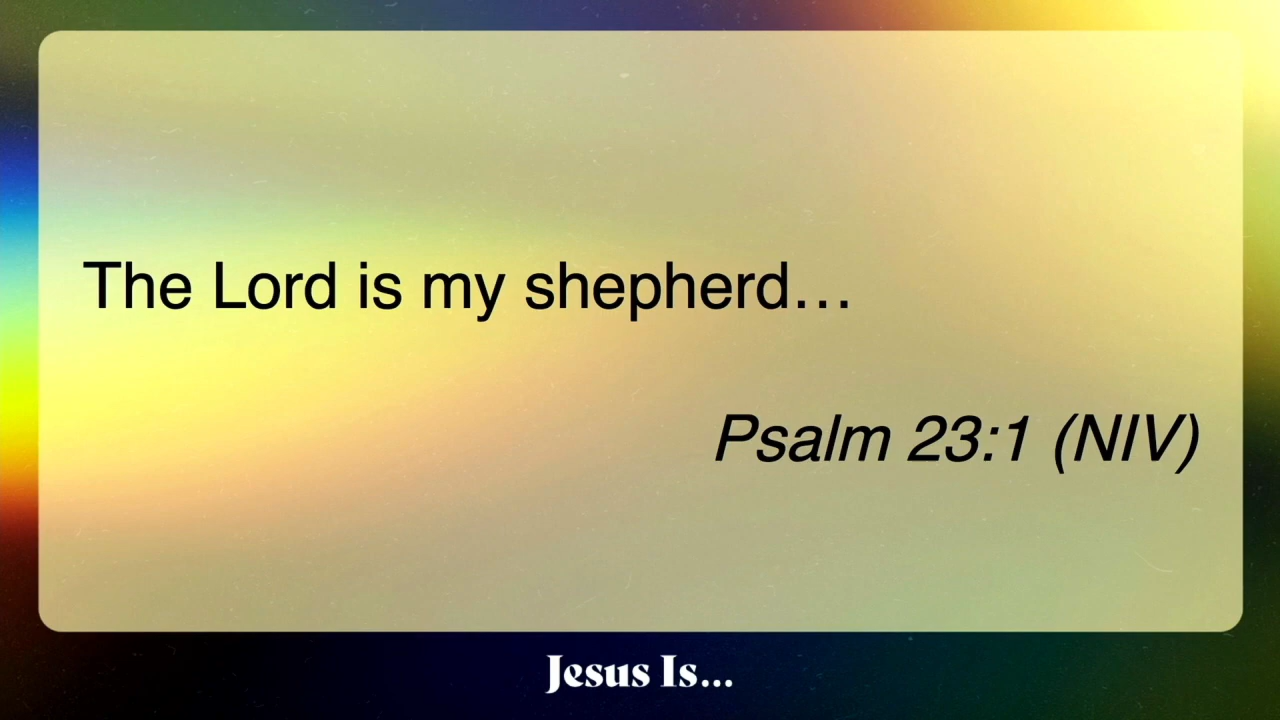 The Lord is my shepherd…
Psalm 23:1 (NIV)
Jesus Is...